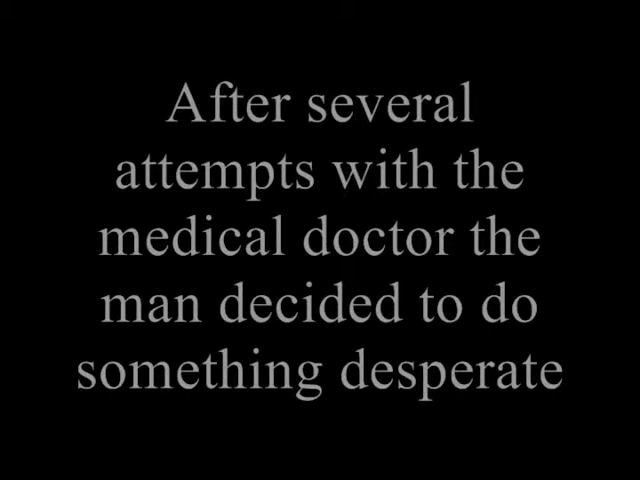 After several
attempts with the
medical doctor the
man decided to do
something desperate